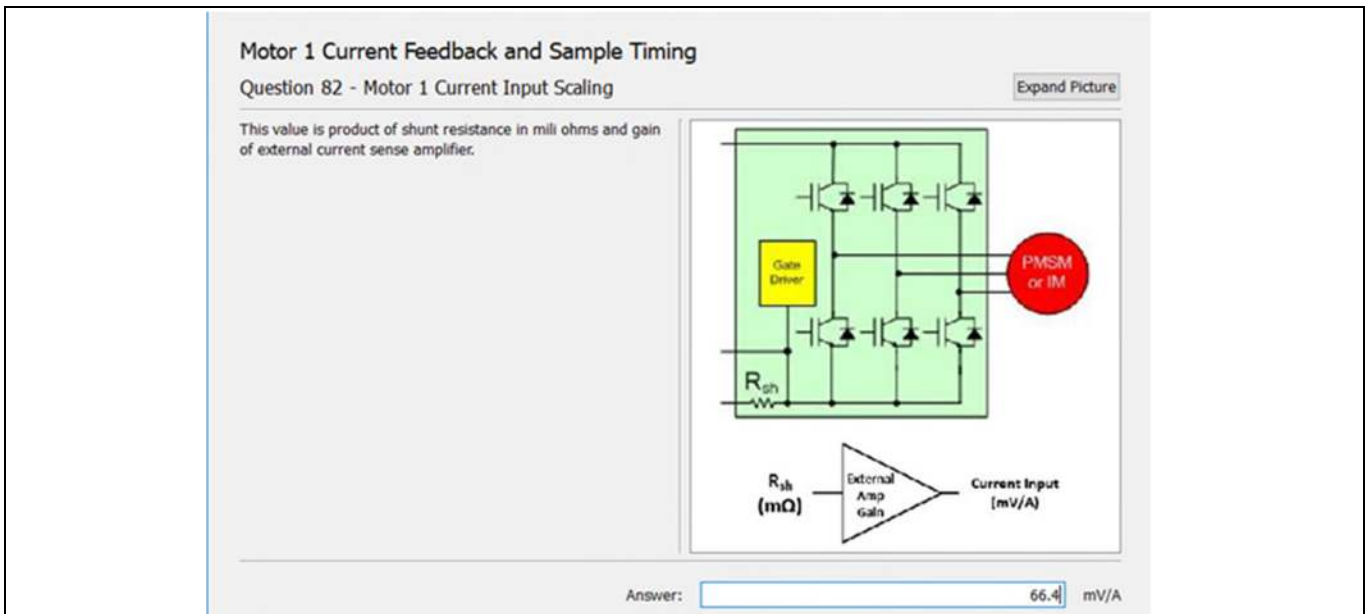 Motor 1 Current Feedback and Sample Timing
Question 82 - Motor 1 Current Input Scaling
Expand Picture
This value is product of shunt resistance in mili ohms and gain
of external current sense amplifier.
Gate
Driver
PMSM
or IM
Rsh
Rsh
(mΩ)
External
Amp
Gain
Current Input
(mV/A)
Answer:
66.4
mV/A